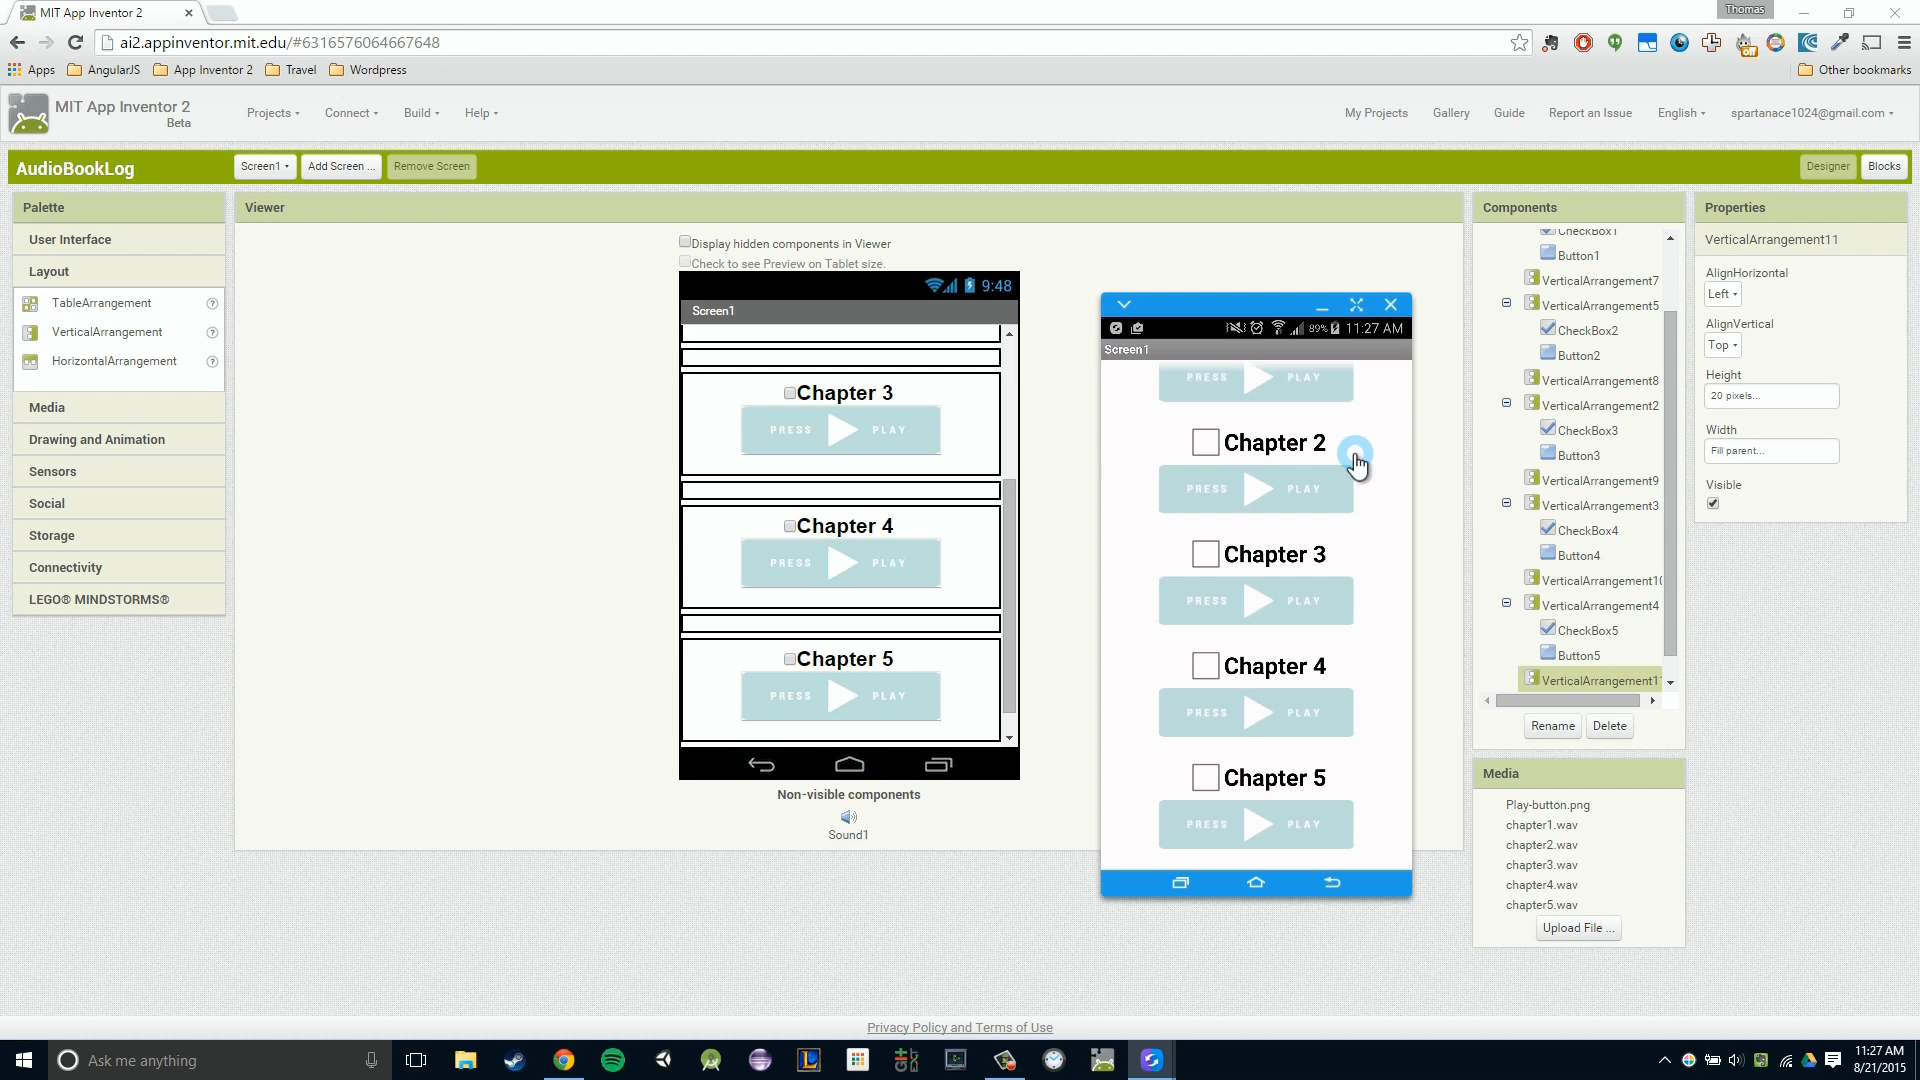 MIT App Inventor 2
Thomas
ai2.appinventor.mit.edu/#6316576064667648
Apps
AngularJS
App Inventor 2
Travel
Wordpress
Other bookmarks
MIT App Inventor 2
Beta
Projects
Connect
Build
Help
My Projects
Gallery
Guide
Report an Issue
English
spartanace1024@gmail.com
AudioBookLog
Screen1
Add Screen ...
Remove Screen
Designer
Blocks
Palette
User Interface
Layout
TableArrangement
VerticalArrangement
HorizontalArrangement
Media
Drawing and Animation
Sensors
Social
Storage
Connectivity
LEGO® MINDSTORMS®
Viewer
Display hidden components in Viewer
Check to see Preview on Tablet size.
9:48
Screen1
Chapter 3
PRESS PLAY
Chapter 4
PRESS PLAY
Chapter 5
PRESS PLAY
Non-visible components
Sound1
89% 11:27 AM
Screen1
PRESS PLAY
Chapter 2
PRESS PLAY
Chapter 3
PRESS PLAY
Chapter 4
PRESS PLAY
Chapter 5
PRESS PLAY
Components
CheckBox1
Button1
VerticalArrangement7
VerticalArrangement5
CheckBox2
Button2
VerticalArrangement8
VerticalArrangement2
CheckBox3
Button3
VerticalArrangement9
VerticalArrangement3
CheckBox4
Button4
VerticalArrangement10
VerticalArrangement4
CheckBox5
Button5
VerticalArrangement11
Rename
Delete
Media
Play-button.png
chapter1.wav
chapter2.wav
chapter3.wav
chapter4.wav
chapter5.wav
Upload File ...
Properties
VerticalArrangement11
AlignHorizontal
Left
AlignVertical
Top
Height
20 pixels...
Width
Fill parent...
Visible
Privacy Policy and Terms of Use
Ask me anything
11:27 AM
8/21/2015